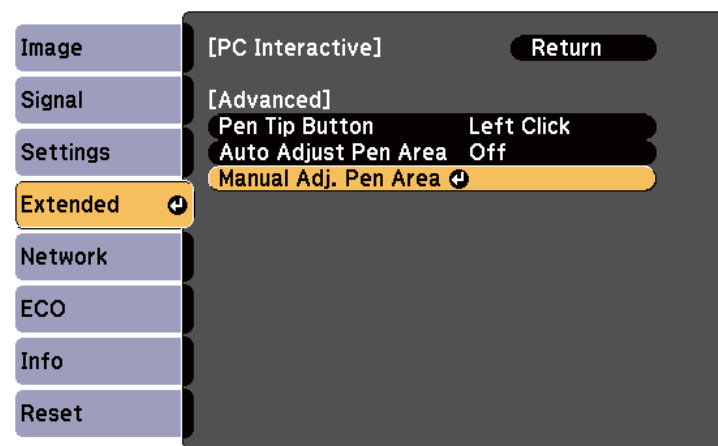 Image
Signal
Settings
Extended
Network
ECO
Info
Reset
[PC Interactive] Return
[Advanced]
Pen Tip Button Left Click
Auto Adjust Pen Area Off
Manual Adj. Pen Area